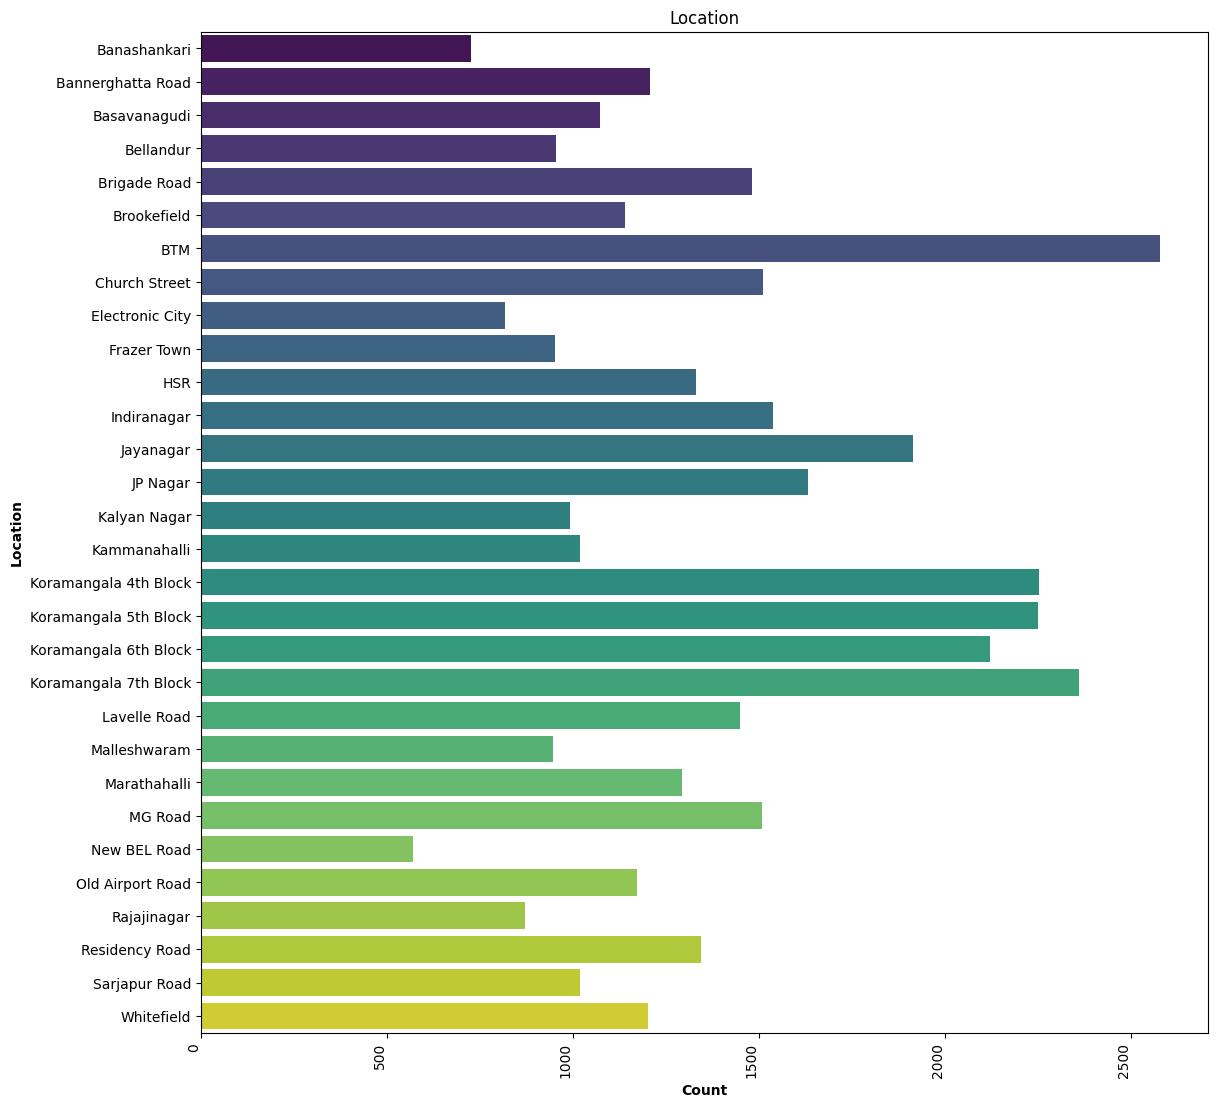 Location
Banashankari
Bannerghatta Road
Basavanagudi
Bellandur
Brigade Road
Brookefield
BTM
Church Street
Electronic City
Frazer Town
HSR
Indiranagar
Jayanagar
JP Nagar
Kalyan Nagar
Kammanahalli
Koramangala 4th Block
Koramangala 5th Block
Koramangala 6th Block
Koramangala 7th Block
Lavelle Road
Malleshwaram
Marathahalli
MG Road
New BEL Road
Old Airport Road
Rajajinagar
Residency Road
Sarjapur Road
Whitefield
Location
0
500
1000
1500
2000
2500
Count